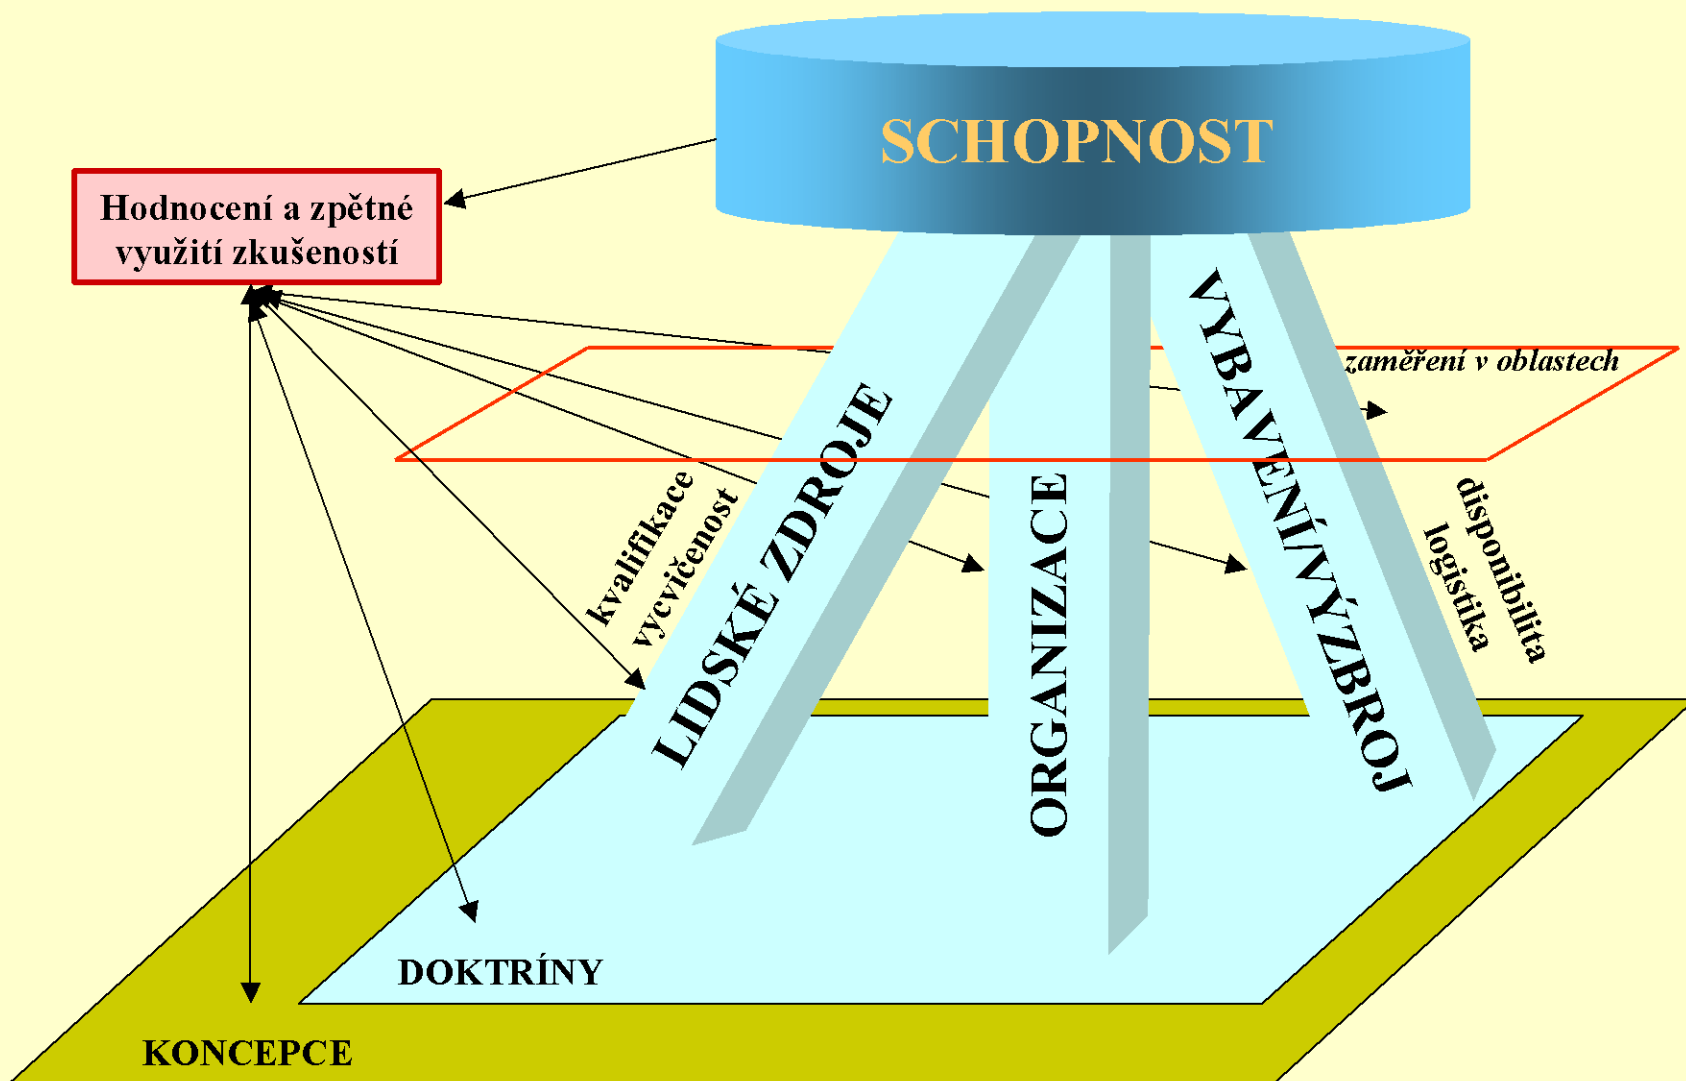 SCHOPNOST
Hodnocení a zpětné
využití zkušeností
zaměření v oblastech
kvalifikace
vycvičenost
LIDSKÉ ZDROJE
ORGANIZACE
VYBAVENÍ/VÝZBROJ
disponibilita
logistika
DOKTRÍNY
KONCEPCE